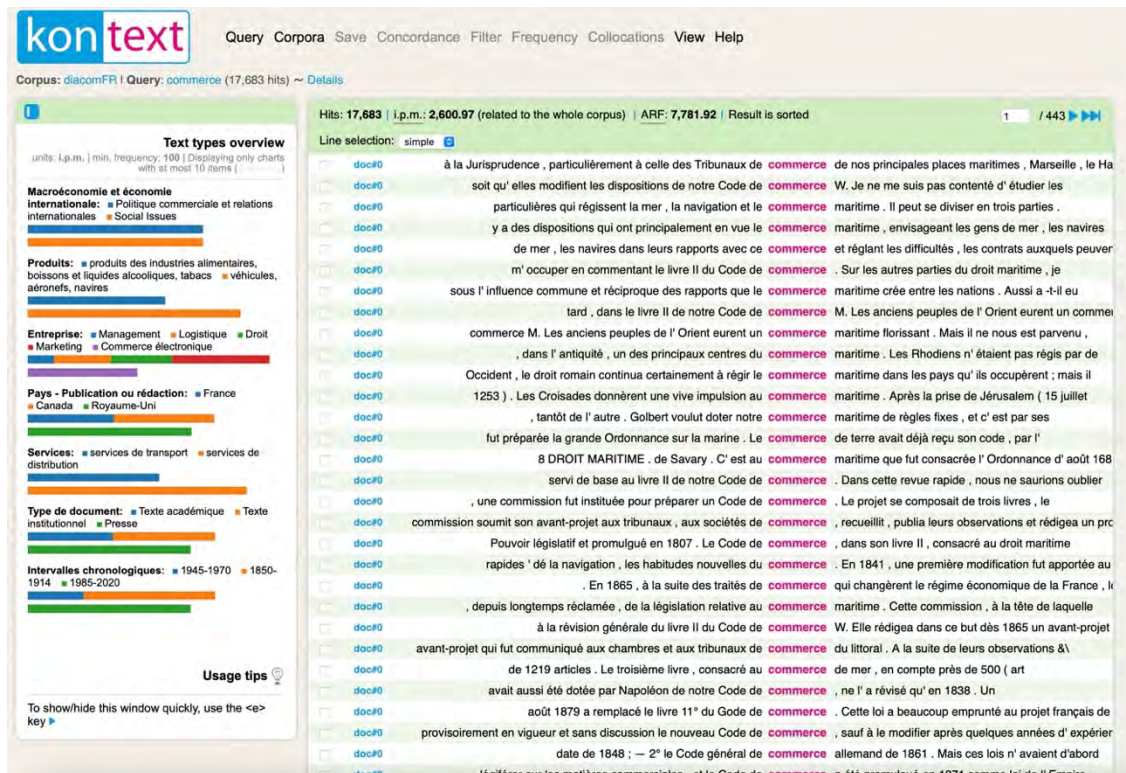 kontext
Query Corpora Save Concordance Filter Frequency Collocations View Help
Corpus: diacomFR | Query: commerce (17,683 hits) ~ Details
Text types overview
units: i.p.m. | min. frequency: 100 | Displaying only charts
with at most 10 items (
Macroéconomie et économie
internationale: Politique commerciale et relations
internationales Social Issues
Produits: produits des industries alimentaires,
boissons et liquides alcooliques, tabacs véhicules,
aéronefs, navires
Entreprise: Management Logistique Droit
Marketing Commerce électronique
Pays - Publication ou rédaction: France
Canada Royaume-Uni
Services: services de transport services de
distribution
Type de document: Texte académique Texte
institutionnel Presse
Intervalles chronologiques: 1945-1970 1850-
1914 1985-2020
Usage tips
To show/hide this window quickly, use the <e>
key
Hits: 17,683 | i.p.m.: 2,600.97 (related to the whole corpus) | ARF: 7,781.92 | Result is sorted 1 / 443
Line selection: simple
doc#0 à la Jurisprudence , particulièrement à celle des Tribunaux de commerce de nos principales places maritimes , Marseille , le Ha
doc#0 soit qu' elles modifient les dispositions de notre Code de commerce W. Je ne me suis pas contenté d' étudier les
doc#0 particulières qui régissent la mer , la navigation et le commerce maritime . Il peut se diviser en trois parties .
doc#0 y a des dispositions qui ont principalement en vue le commerce maritime , envisageant les gens de mer , les navires
doc#0 de mer , les navires dans leurs rapports avec ce commerce et réglant les difficultés , les contrats auxquels peuver
doc#0 m' occuper en commentant le livre II du Code de commerce . Sur les autres parties du droit maritime , je
doc#0 sous l' influence commune et réciproque des rapports que le commerce maritime crée entre les nations . Aussi a -t-il eu
doc#0 tard , dans le livre II de notre Code de commerce M. Les anciens peuples de l' Orient eurent un commer
doc#0 commerce M. Les anciens peuples de l' Orient eurent un commerce maritime florissant . Mais il ne nous est parvenu ,
doc#0 , dans l' antiquité , un des principaux centres du commerce maritime . Les Rhodiens n' étaient pas régis par de
doc#0 Occident , le droit romain continua certainement à régir le commerce maritime dans les pays qu' ils occupèrent ; mais il
doc#0 1253 ) . Les Croisades donnèrent une vive impulsion au commerce maritime . Après la prise de Jérusalem ( 15 juillet
doc#0 , tantôt de l' autre . Golbert voulut doter notre commerce maritime de règles fixes , et c' est par ses
doc#0 fut préparée la grande Ordonnance sur la marine . Le commerce de terre avait déjà reçu son code , par l'
doc#0 8 DROIT MARITIME . de Savary . C' est au commerce maritime que fut consacrée l' Ordonnance d' août 168
doc#0 servi de base au livre II de notre Code de commerce . Dans cette revue rapide , nous ne saurions oublier
doc#0 , une commission fut instituée pour préparer un Code de commerce . Le projet se composait de trois livres , le
doc#0 commission soumit son avant-projet aux tribunaux , aux sociétés de commerce , recueillit , publia leurs observations et rédigea un pro
doc#0 Pouvoir législatif et promulgué en 1807 . Le Code de commerce , dans son livre II , consacré au droit maritime
doc#0 rapides ' dé la navigation , les habitudes nouvelles du commerce . En 1841 , une première modification fut apportée au
doc#0 . En 1865 , à la suite des traités de commerce qui changèrent le régime économique de la France , l
doc#0 , depuis longtemps réclamée , de la législation relative au commerce maritime . Cette commission , à la tête de laquelle
doc#0 à la révision générale du livre II du Code de commerce W. Elle rédigea dans ce but dès 1865 un avant-projet
doc#0 avant-projet qui fut communiqué aux chambres et aux tribunaux de commerce du littoral . A la suite de leurs observations &\
doc#0 de 1219 articles . Le troisième livre , consacré au commerce de mer , en compte près de 500 ( art
doc#0 avait aussi été dotée par Napoléon de notre Code de commerce , ne l' a révisé qu' en 1838 . Un
doc#0 août 1879 a remplacé le livre 11° du Gode de commerce . Cette loi a beaucoup emprunté au projet français de
doc#0 provisoirement en vigueur et sans discussion le nouveau Code de commerce , sauf à le modifier après quelques années d' expérier
doc#0 date de 1848 ; — 2° le Code général de commerce allemand de 1861 . Mais ces lois n' avaient d'abord